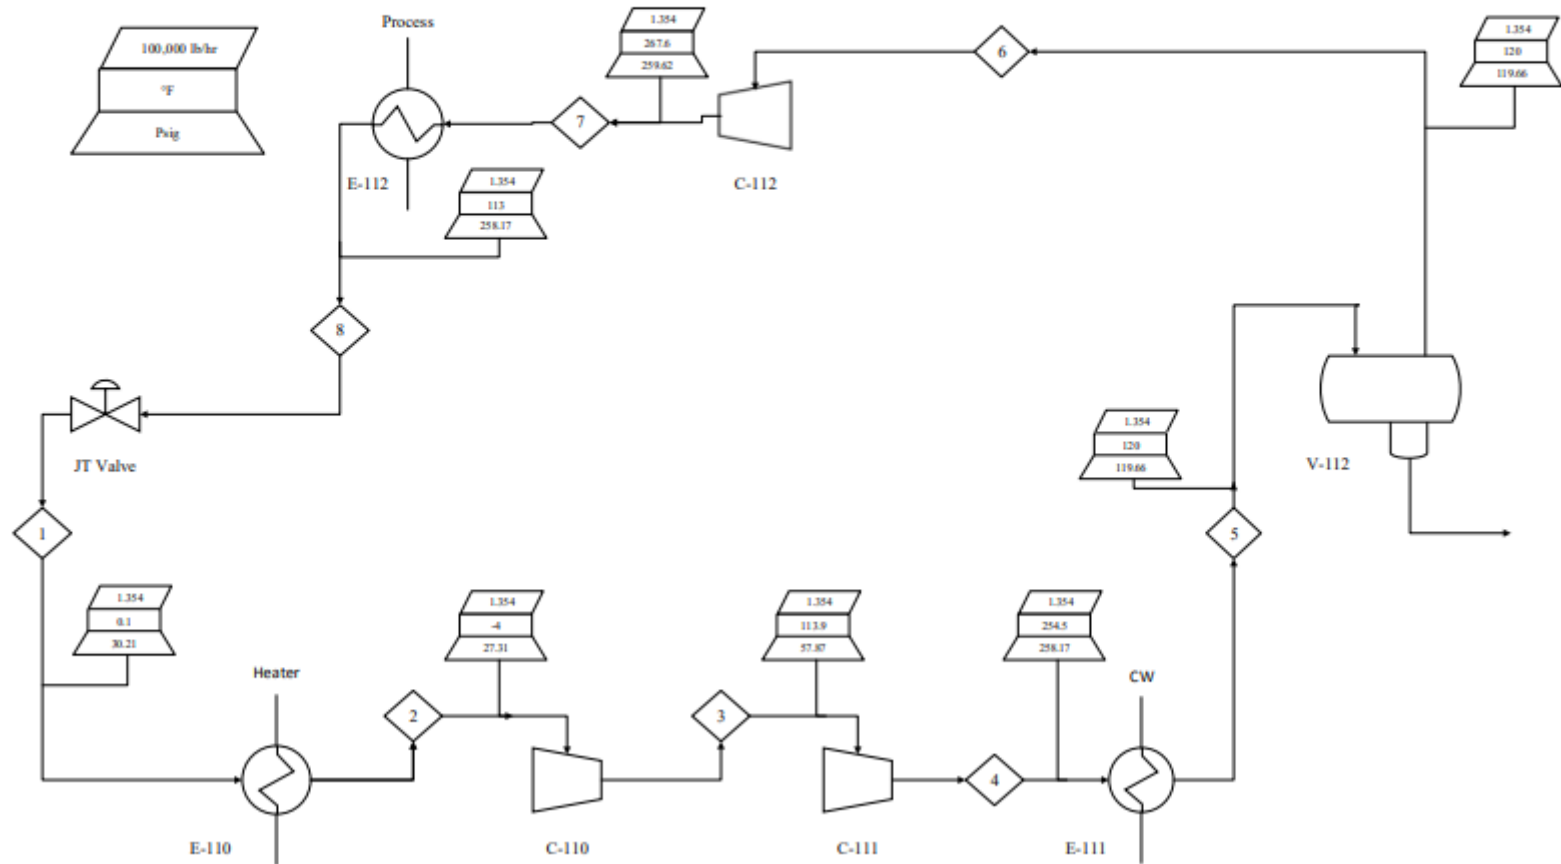 Process
100,000 lb/hr
°F
Psig
1.354
267.6
259.62
6
1.354
120
119.66
7
E-112
C-112
1.354
113
258.17
8
JT Valve
1.354
120
119.66
V-112
1
5
1.354
0.1
30.21
1.354
-4
27.31
1.354
113.9
57.87
1.354
254.5
258.17
Heater
CW
2
3
4
E-110
C-110
C-111
E-111